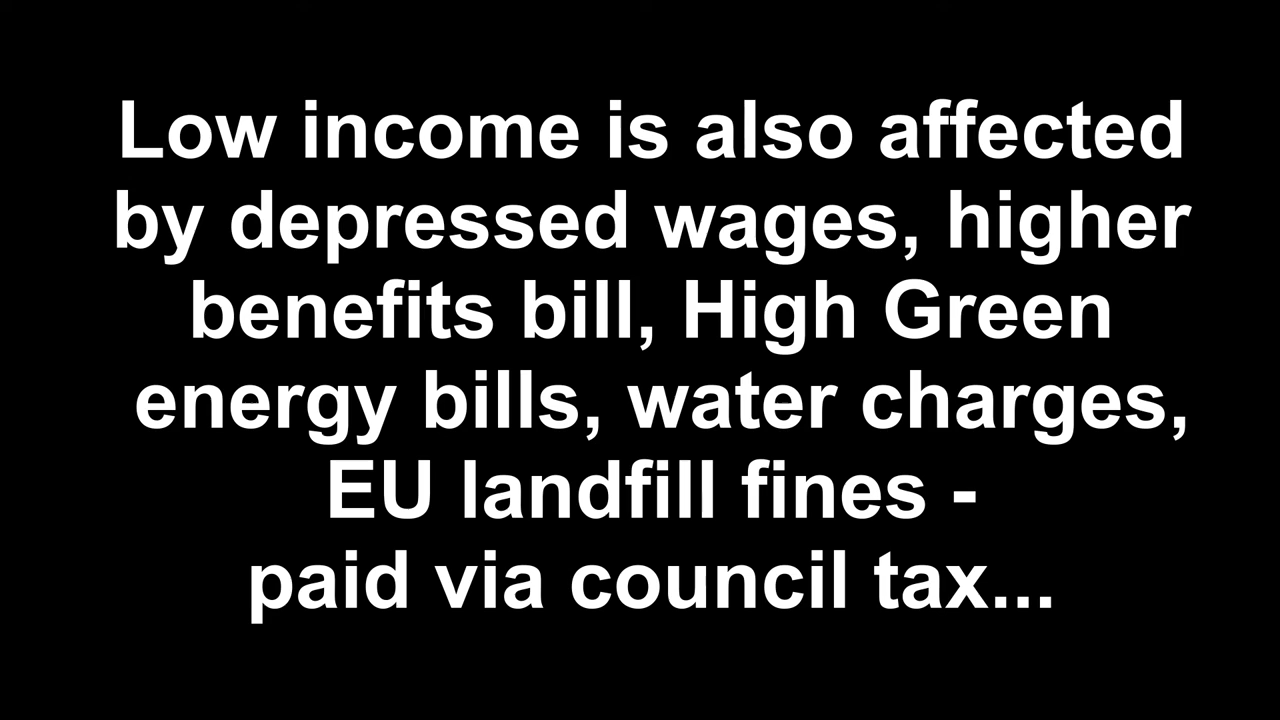 Low income is also affected
by depressed wages, higher
benefits bill, High Green
energy bills, water charges,
EU landfill fines -
paid via council tax...